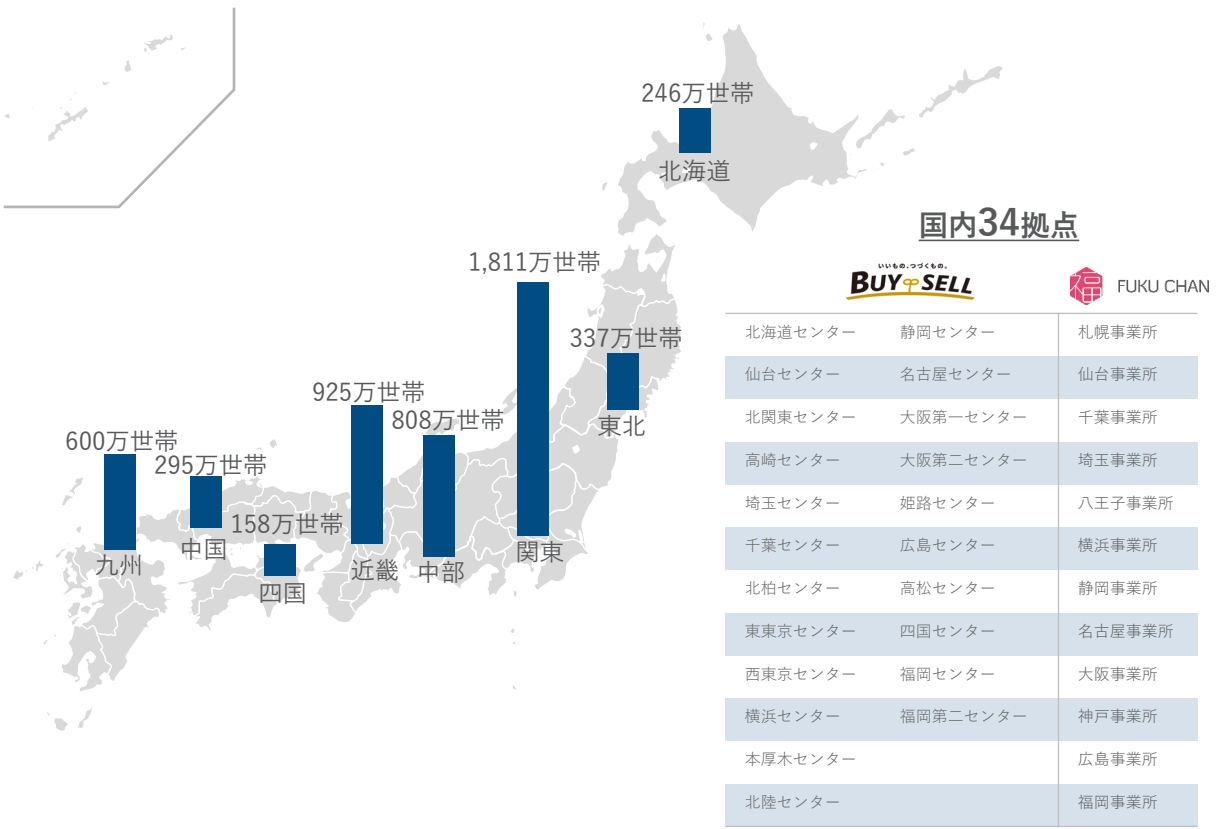 246万世帯
北海道
1,811万世帯
関東
337万世帯
東北
925万世帯
近畿
808万世帯
中部
600万世帯
九州
295万世帯
中国
158万世帯
四国
国内34拠点
いいもの、つづくもの。
BUY SELL
福 FUKU CHAN
北海道センター 静岡センター 札幌事業所
仙台センター 名古屋センター 仙台事業所
北関東センター 大阪第一センター 千葉事業所
高崎センター 大阪第二センター 埼玉事業所
埼玉センター 姫路センター 八王子事業所
千葉センター 広島センター 横浜事業所
北柏センター 高松センター 静岡事業所
東東京センター 四国センター 名古屋事業所
西東京センター 福岡センター 大阪事業所
横浜センター 福岡第二センター 神戸事業所
本厚木センター 広島事業所
北陸センター 福岡事業所